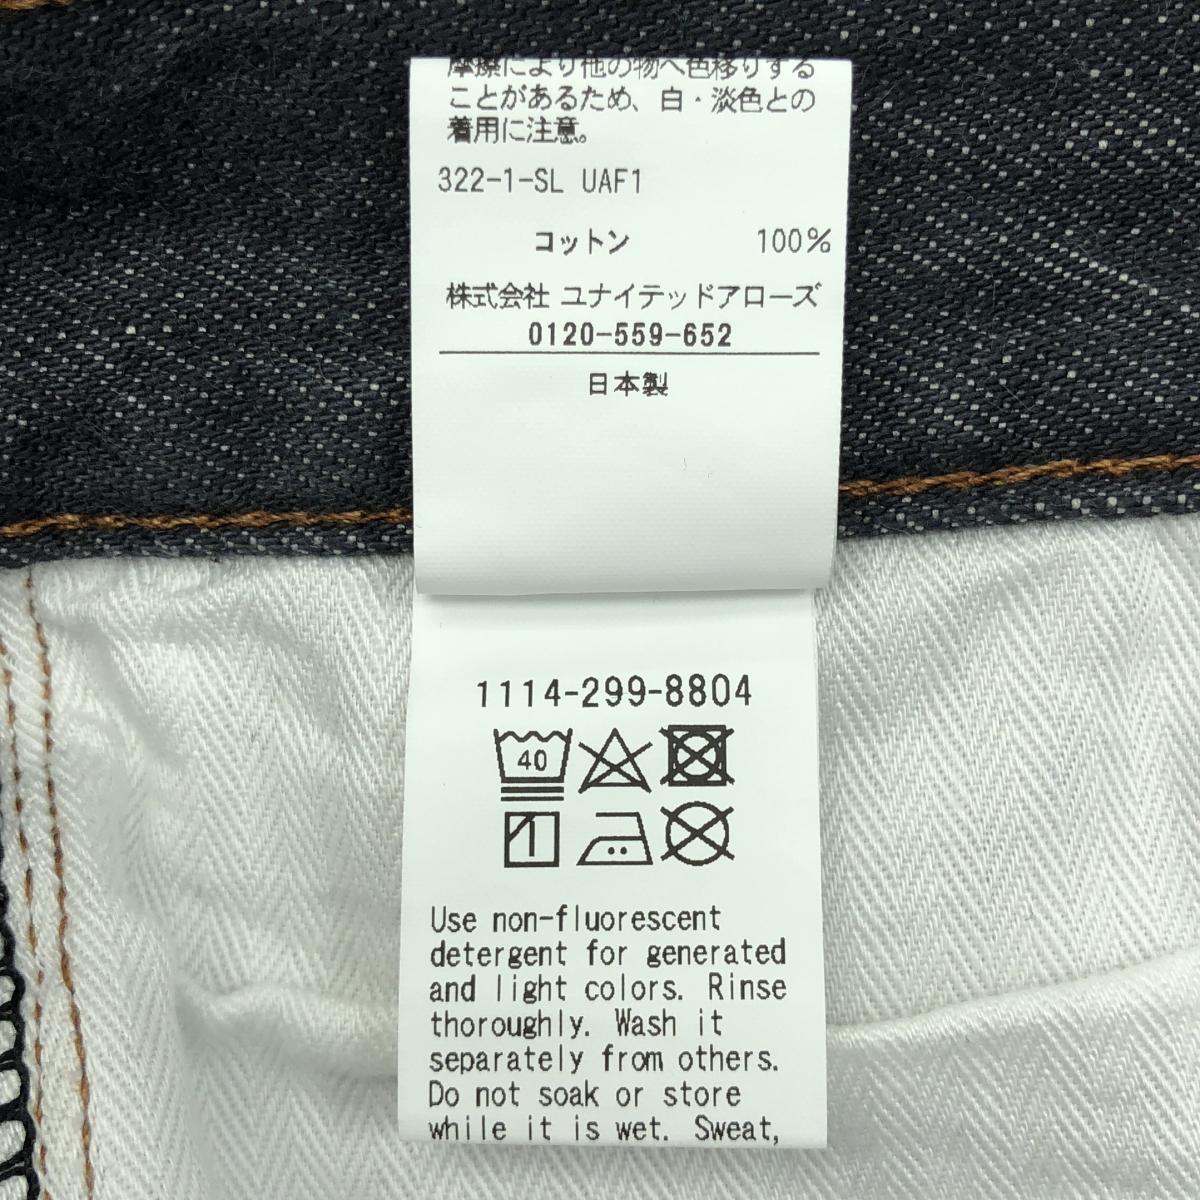 摩擦により他の物へ色移りする
ことがあるため、白・淡色との
着用に注意。
322-1-SL UAF1
コットン 100%
株式会社 ユナイテッドアローズ
0120-559-652
日本製
1114-299-8804
40
Use non-fluorescent
detergent for generated
and light colors. Rinse
thoroughly. Wash it
separately from others.
Do not soak or store
while it is wet. Sweat,